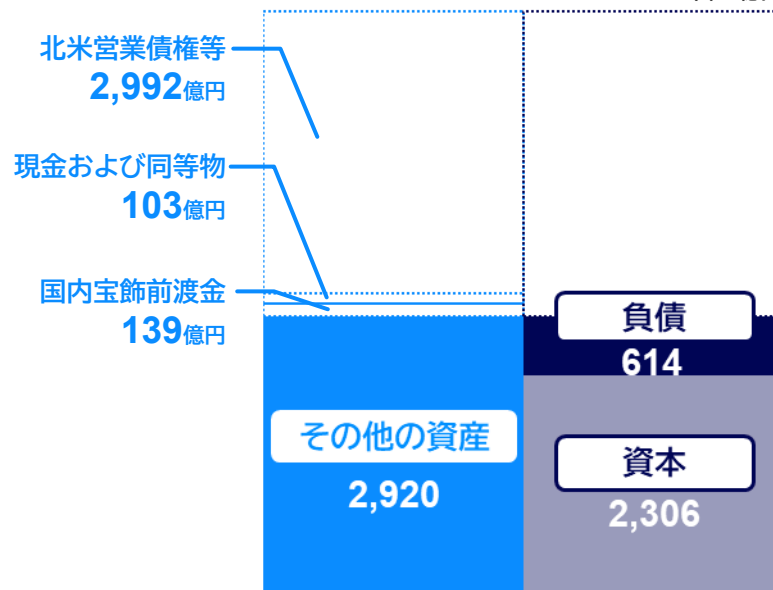 北米営業債権等
2,992億円
現金および同等物
103億円
国内宝飾前渡金
139億円
負債
614
その他の資産
2,920
資本
2,306